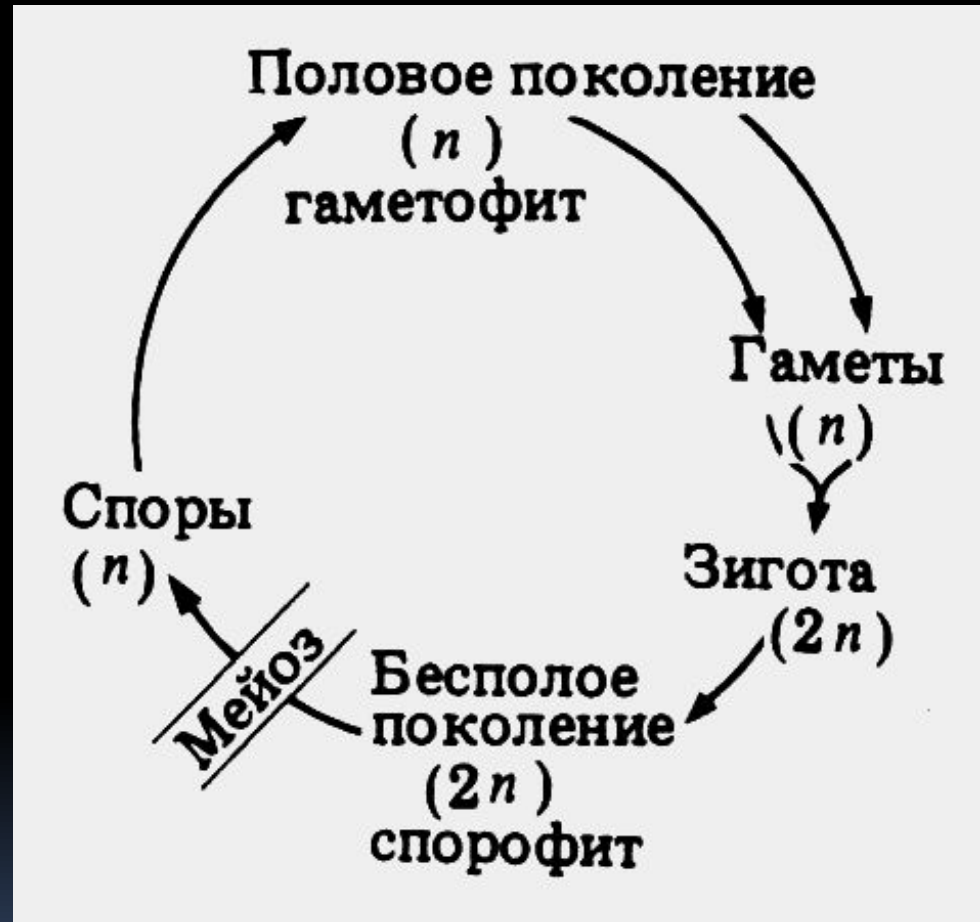 Половое поколение
(n)
гаметофит
Гаметы
(n)
Зигота
(2n)
Бесполое
поколение
(2n)
спорофит
Мейоз
Споры
(n)